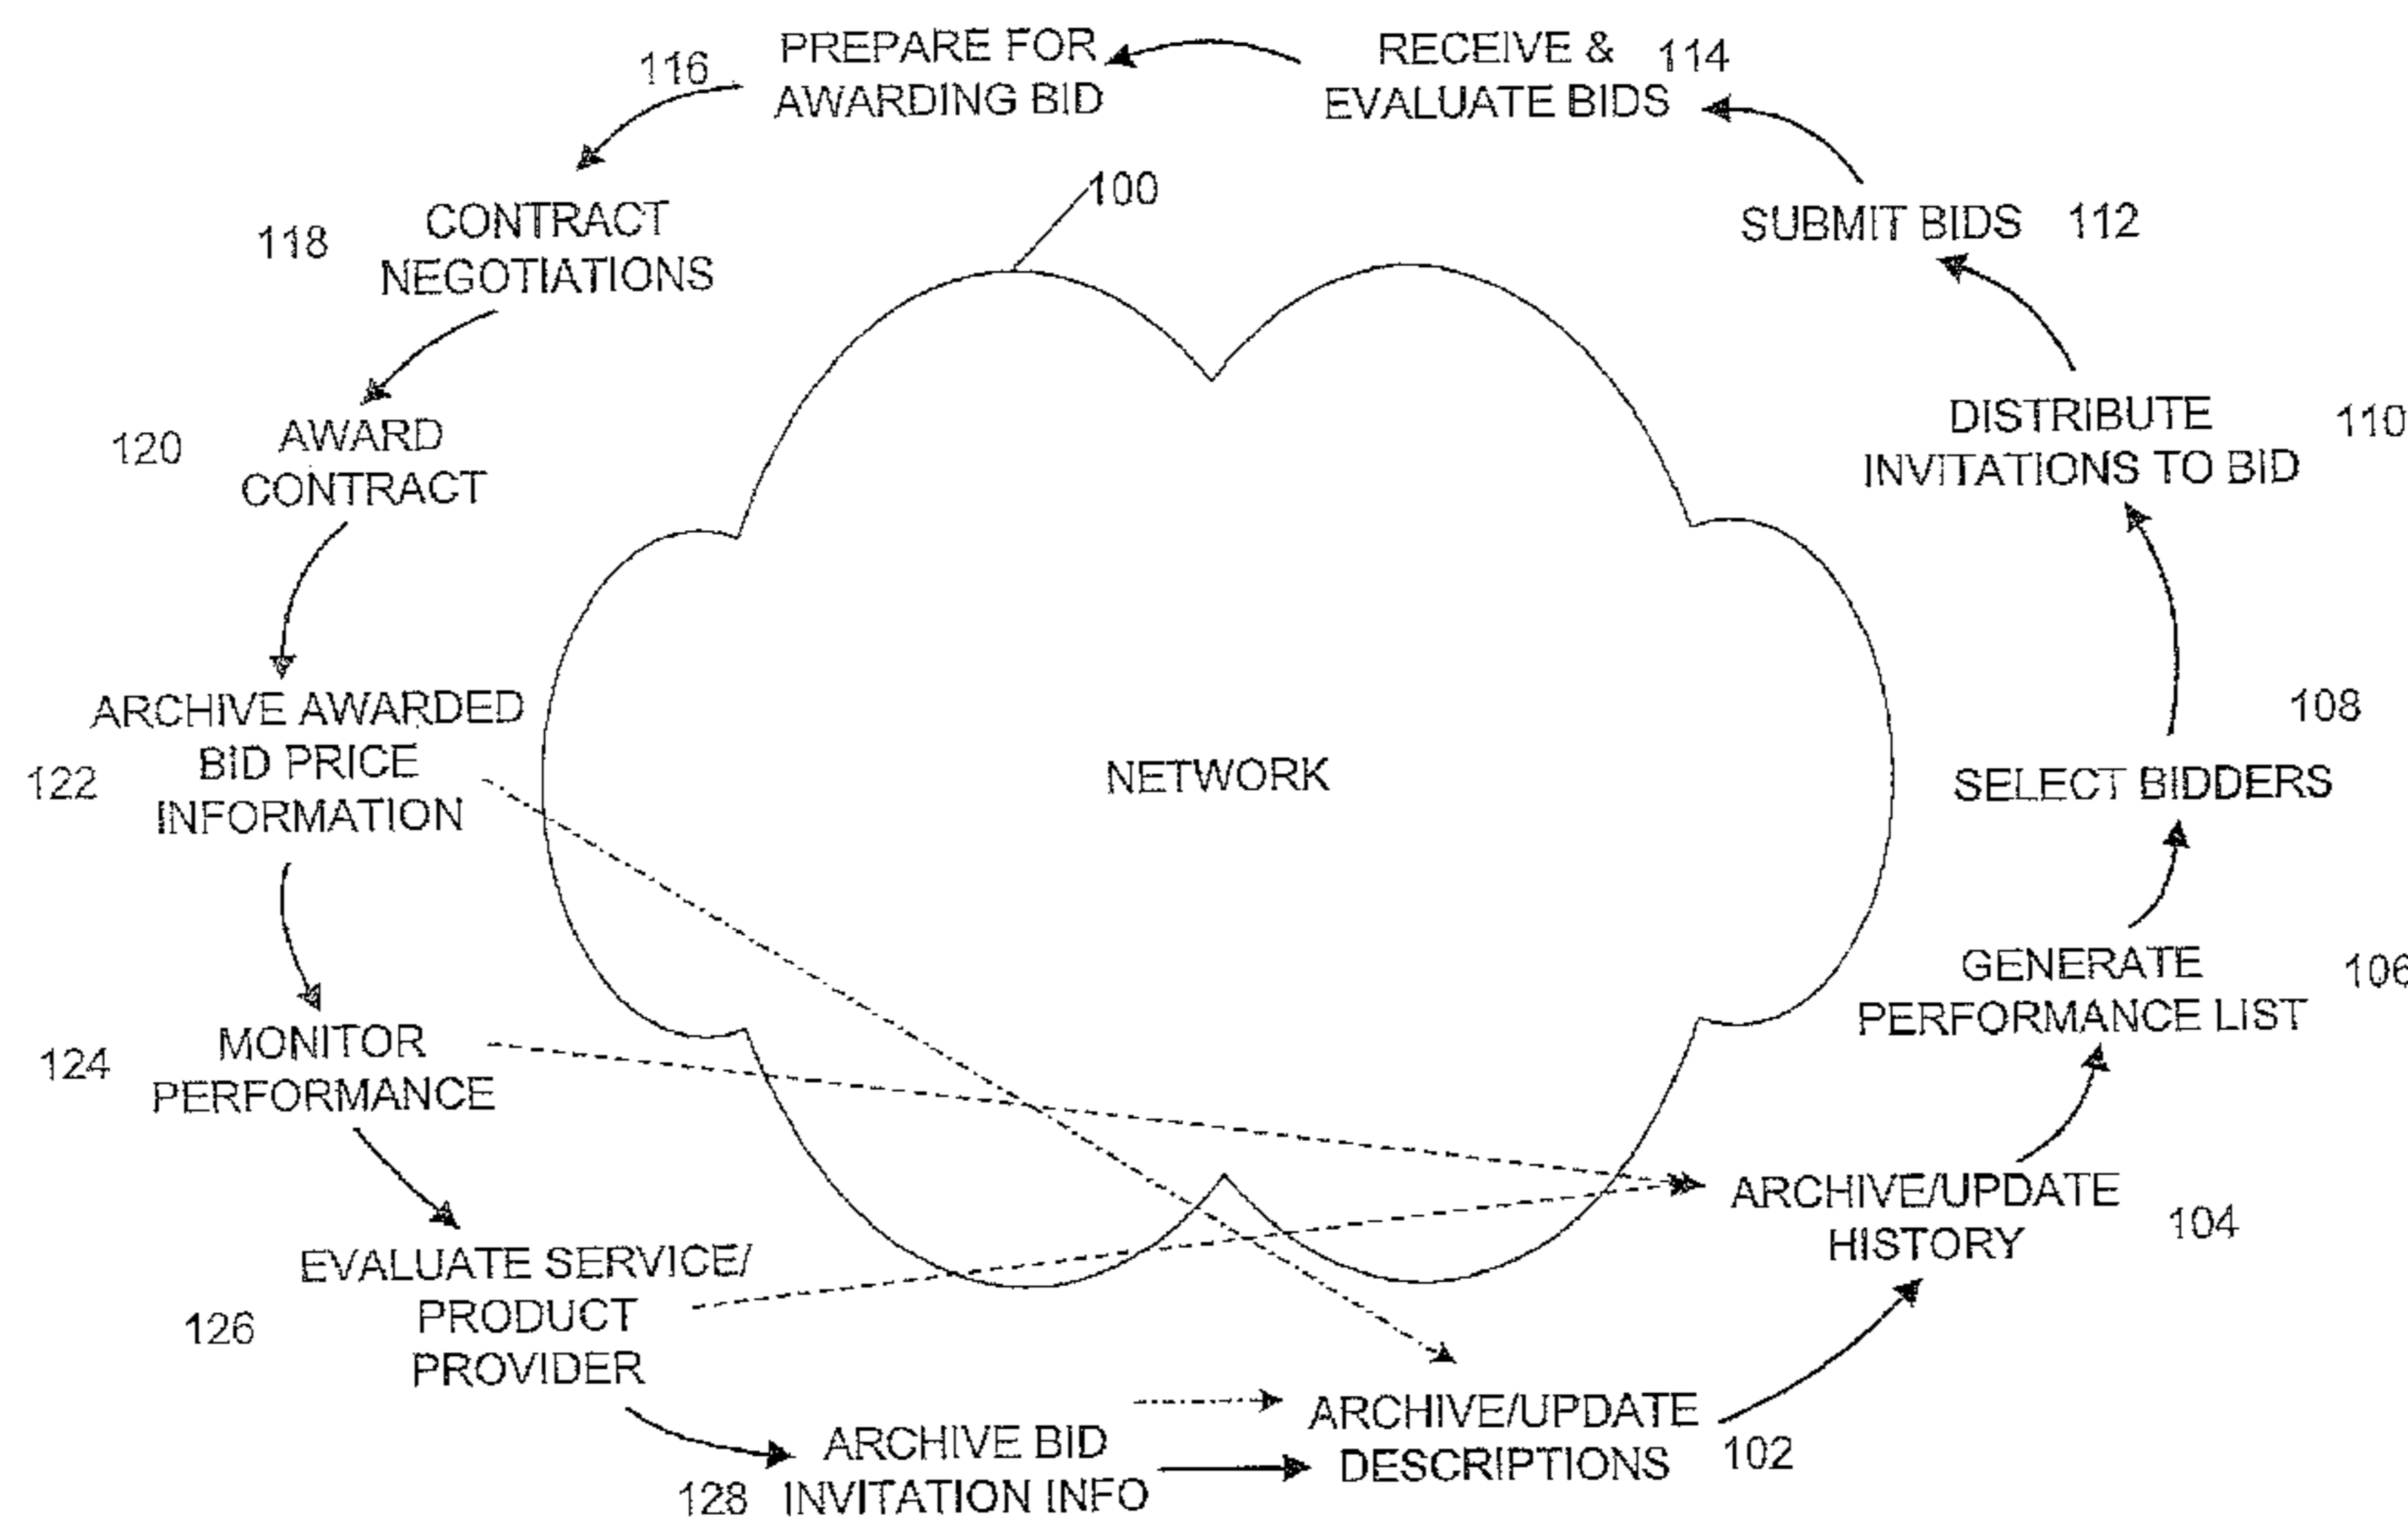 PREPARE FOR
AWARDING BID
116
RECEIVE &
EVALUATE BIDS
114
100
CONTRACT
NEGOTIATIONS
118
SUBMIT BIDS 112
AWARD
CONTRACT
120
DISTRIBUTE
INVITATIONS TO BID
110
ARCHIVE AWARDED
BID PRICE
INFORMATION
122
NETWORK
108
SELECT BIDDERS
GENERATE
PERFORMANCE LIST
106
MONITOR
PERFORMANCE
124
ARCHIVE/UPDATE
HISTORY
104
EVALUATE SERVICE/
PRODUCT
PROVIDER
126
ARCHIVE BID
INVITATION INFO
128
ARCHIVE/UPDATE
DESCRIPTIONS
102